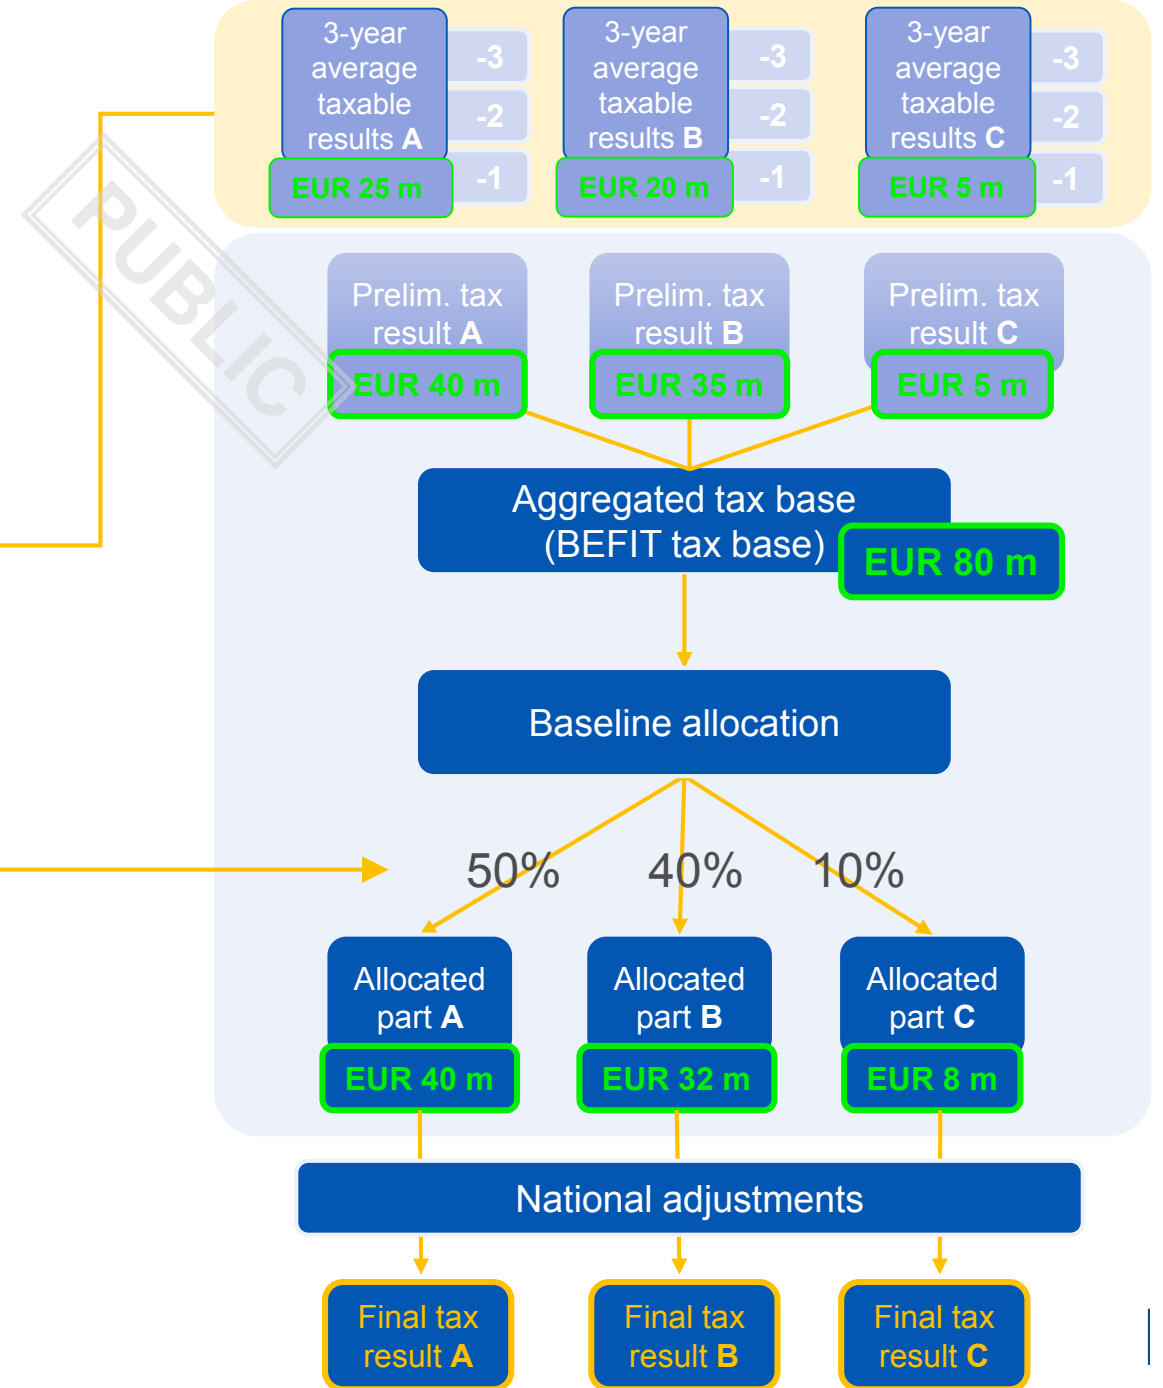 3-year
average
taxable
results A
EUR 25 m
-3
-2
-1
3-year
average
taxable
results B
EUR 20 m
-3
-2
-1
3-year
average
taxable
results C
EUR 5 m
-3
-2
-1
PUBLIC
Prelim. tax
result A
EUR 40 m
Prelim. tax
result B
EUR 35 m
Prelim. tax
result C
EUR 5 m
Aggregated tax base
(BEFIT tax base)
EUR 80 m
Baseline allocation
50%
40%
10%
Allocated
part A
EUR 40 m
Allocated
part B
EUR 32 m
Allocated
part C
EUR 8 m
National adjustments
Final tax
result A
Final tax
result B
Final tax
result C